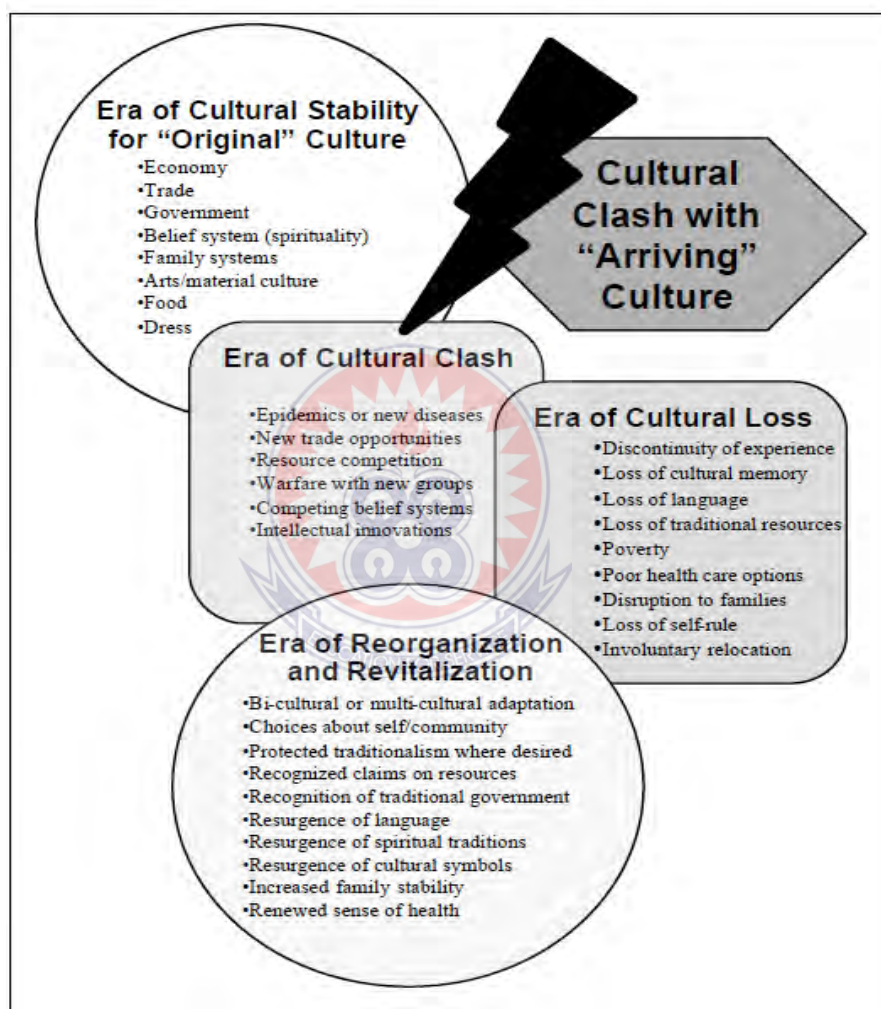 Era of Cultural Stability
for “Original” Culture
•Economy
•Trade
•Government
•Belief system (spirituality)
•Family systems
•Arts/material culture
•Food
•Dress
Cultural
Clash with
“Arriving”
Culture
Era of Cultural Clash
•Epidemics or new diseases
•New trade opportunities
•Resource competition
•Warfare with new groups
•Competing belief systems
•Intellectual innovations
Era of Cultural Loss
•Discontinuity of experience
•Loss of cultural memory
•Loss of language
•Loss of traditional resources
•Poverty
•Poor health care options
•Disruption to families
•Loss of self-rule
•Involuntary relocation
Era of Reorganization
and Revitalization
•Bi-cultural or multi-cultural adaptation
•Choices about self/community
•Protected traditionalism where desired
•Recognized claims on resources
•Recognition of traditional government
•Resurgence of language
•Resurgence of spiritual traditions
•Resurgence of cultural symbols
•Increased family stability
•Renewed sense of health